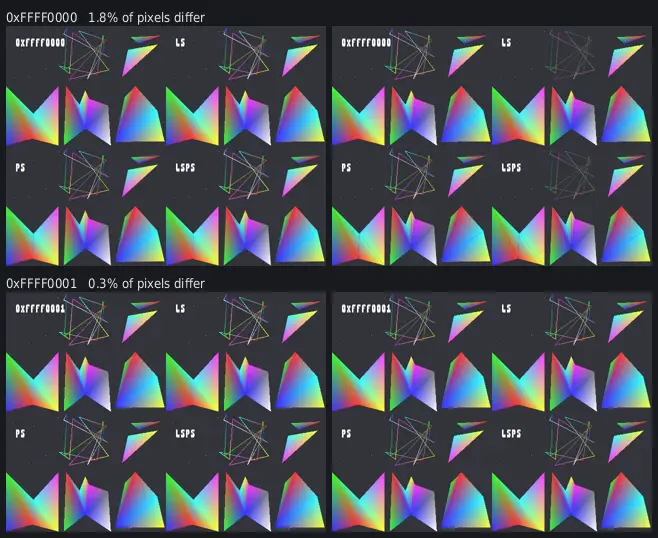 0xFFFF0000 1.8% of pixels differ
0xFFFF0000 LS 0xFFFF0000 LS
PS LSPS PS LSPS
0xFFFF0001 0.3% of pixels differ
0xFFFF0001 LS 0xFFFF0001 LS
PS LSPS PS LSPS